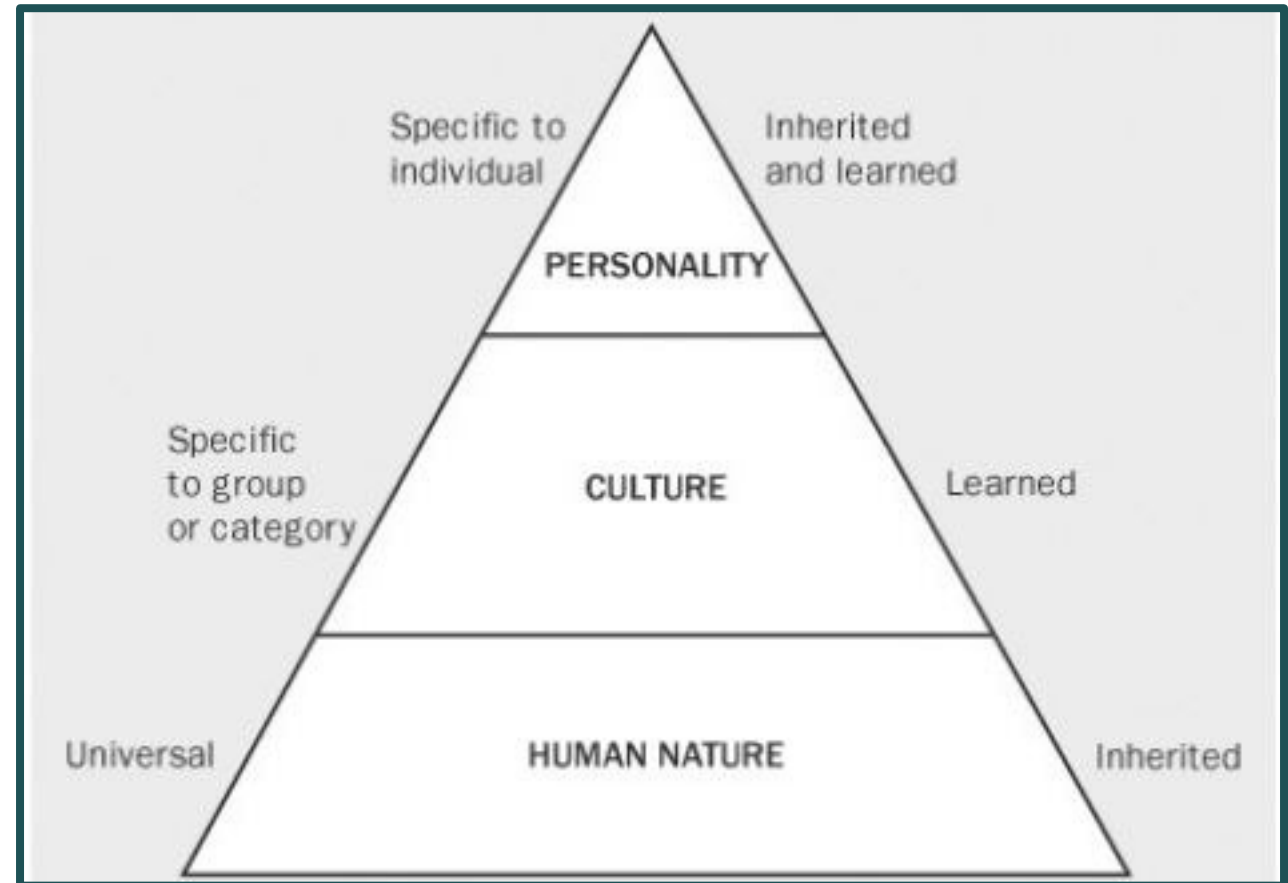 Specific to
individual
Inherited
and learned
PERSONALITY
Specific
to group
or category
CULTURE
Learned
Universal
HUMAN NATURE
Inherited